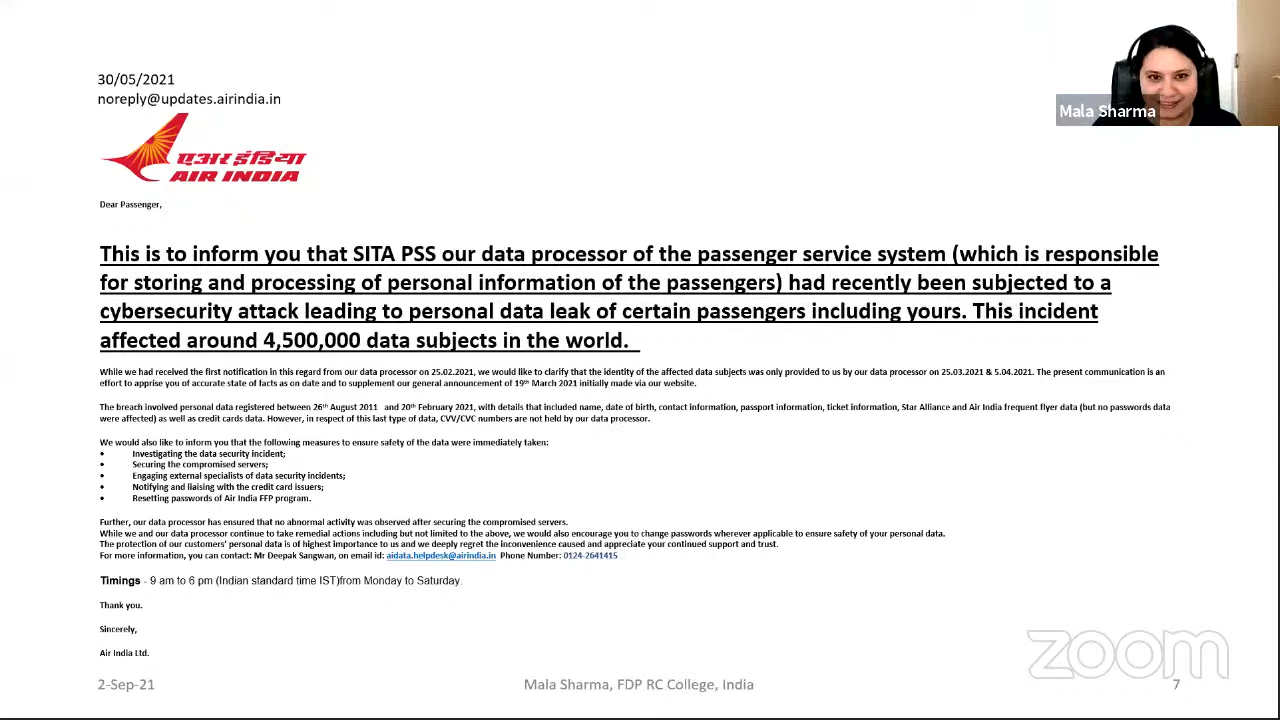 30/05/2021
noreply@updates.airindia.in
एअर इंडिया
AIR INDIA
Mala Sharma
Dear Passenger,
This is to inform you that SITA PSS our data processor of the passenger service system (which is responsible
for storing and processing of personal information of the passengers) had recently been subjected to a
cybersecurity attack leading to personal data leak of certain passengers including yours. This incident
affected around 4,500,000 data subjects in the world.
While we had received the first notification in this regard from our data processor on 25.02.2021, we would like to clarify that the identity of the affected data subjects was only provided to us by our data processor on 25.03.2021 & 5.04.2021. The present communication is an
effort to apprise you of accurate state of facts as on date and to supplement our general announcement of 19th March 2021 initially made via our website.
The breach involved personal data registered between 26th August 2011 and 20th February 2021, with details that included name, date of birth, contact information, passport information, ticket information, Star Alliance and Air India frequent flyer data (but no passwords data
were affected) as well as credit cards data. However, in respect of this last type of data, CVV/CVC numbers are not held by our data processor.
We would also like to inform you that the following measures to ensure safety of the data were immediately taken:
• Investigating the data security incident;
• Securing the compromised servers;
• Engaging external specialists of data security incidents;
• Notifying and liaising with the credit card issuers;
• Resetting passwords of Air India FFP program.
Further, our data processor has ensured that no abnormal activity was observed after securing the compromised servers.
While we and our data processor continue to take remedial actions including but not limited to the above, we would also encourage you to change passwords wherever applicable to ensure safety of your personal data.
The protection of our customers' personal data is of highest importance to us and we deeply regret the inconvenience caused and appreciate your continued support and trust.
For more information, you can contact: Mr Deepak Sangwan, on email id: aidata.helpdesk@airindia.in Phone Number: 0124-2641415
Timings - 9 am to 6 pm (Indian standard time IST)from Monday to Saturday.
Thank you.
Sincerely,
Air India Ltd.
zoom
2-Sep-21
Mala Sharma, FDP RC College, India
7